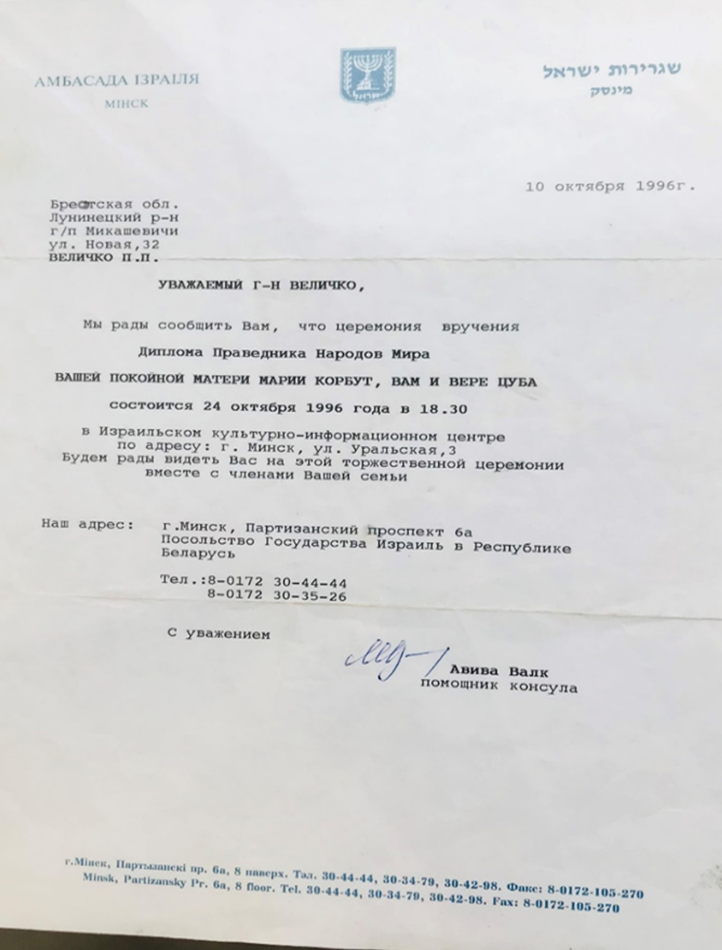 АМБАСАДА ІЗРАІЛЯ
МІНСК
ישראל
שגרירות ישראל
מינסק
10 октября 1996г.
Брестская обл.
Лунинецкий р-н
г/п Микашевичи
ул. Новая,32
ВЕЛИЧКО П.П.
УВАЖАЕМЫЙ Г-Н ВЕЛИЧКО,
Мы рады сообщить Вам, что церемония вручения
Диплома Праведника Народов Мира
ВАШЕЙ ПОКОЙНОЙ МАТЕРИ МАРИИ КОРБУТ, ВАМ И ВЕРЕ ЦУБА
состоится 24 октября 1996 года в 18.30
в Израильском культурно-информационном центре
по адресу: г. Минск, ул. Уральская,3
Будем рады видеть Вас на этой торжественной церемонии
вместе с членами Вашей семьи
Наш адрес: г.Минск, Партизанский проспект 6а
Посольство Государства Израиль в Республике
Беларусь
Тел.:8-0172 30-44-44
8-0172 30-35-26
С уважением
Авива Валк
помощник консула
г.Мінск, Партызанскі пр. 6а, 8 паверх. Тэл. 30-44-44, 30-34-79, 30-42-98. Факс: 8-0172-105-270
Minsk, Partizansky Pr. 6a, 8 floor. Tel. 30-44-44, 30-34-79, 30-42-98. Fax: 8-0172-105-270